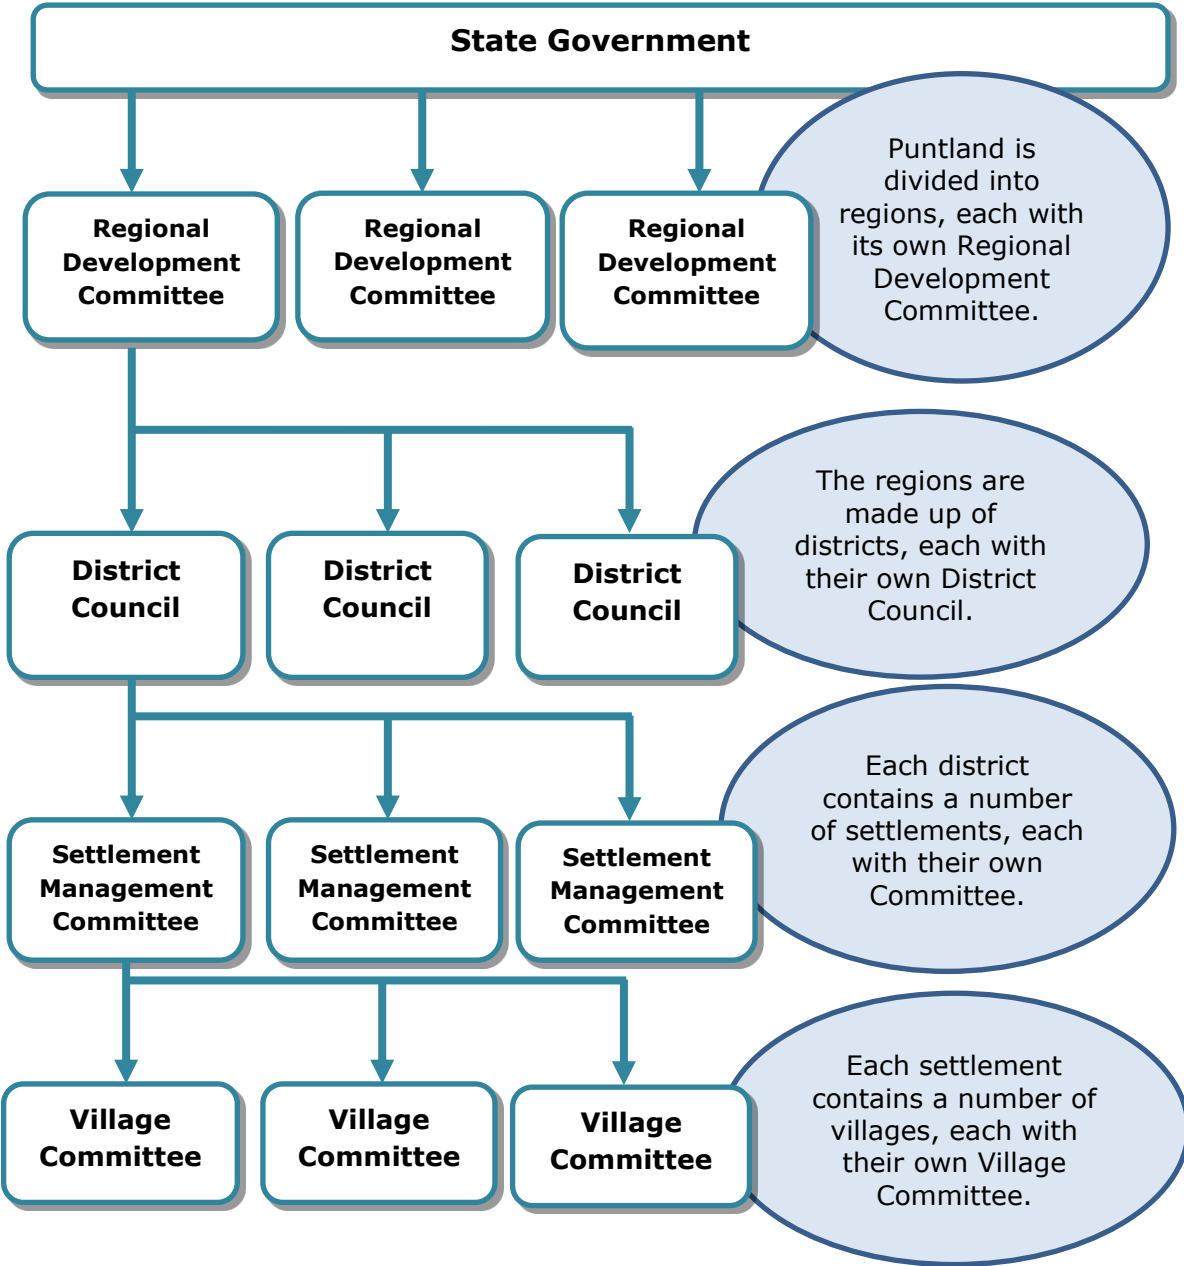 State Government
Regional
Development
Committee
Regional
Development
Committee
Regional
Development
Committee
Puntland is
divided into
regions, each with
its own Regional
Development
Committee.
District
Council
District
Council
District
Council
The regions are
made up of
districts, each with
their own District
Council.
Settlement
Management
Committee
Settlement
Management
Committee
Settlement
Management
Committee
Each district
contains a number
of settlements, each
with their own
Committee.
Village
Committee
Village
Committee
Village
Committee
Each settlement
contains a number of
villages, each with
their own Village
Committee.